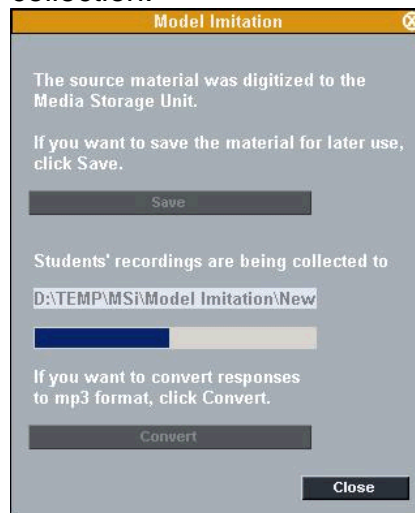 collection.
Model Imitation
The source material was digitized to the
Media Storage Unit.
If you want to save the material for later use,
click Save.
Save
Students' recordings are being collected to
D:\TEMP\MSi\Model Imitation\New
If you want to convert responses
to mp3 format, click Convert.
Convert
Close